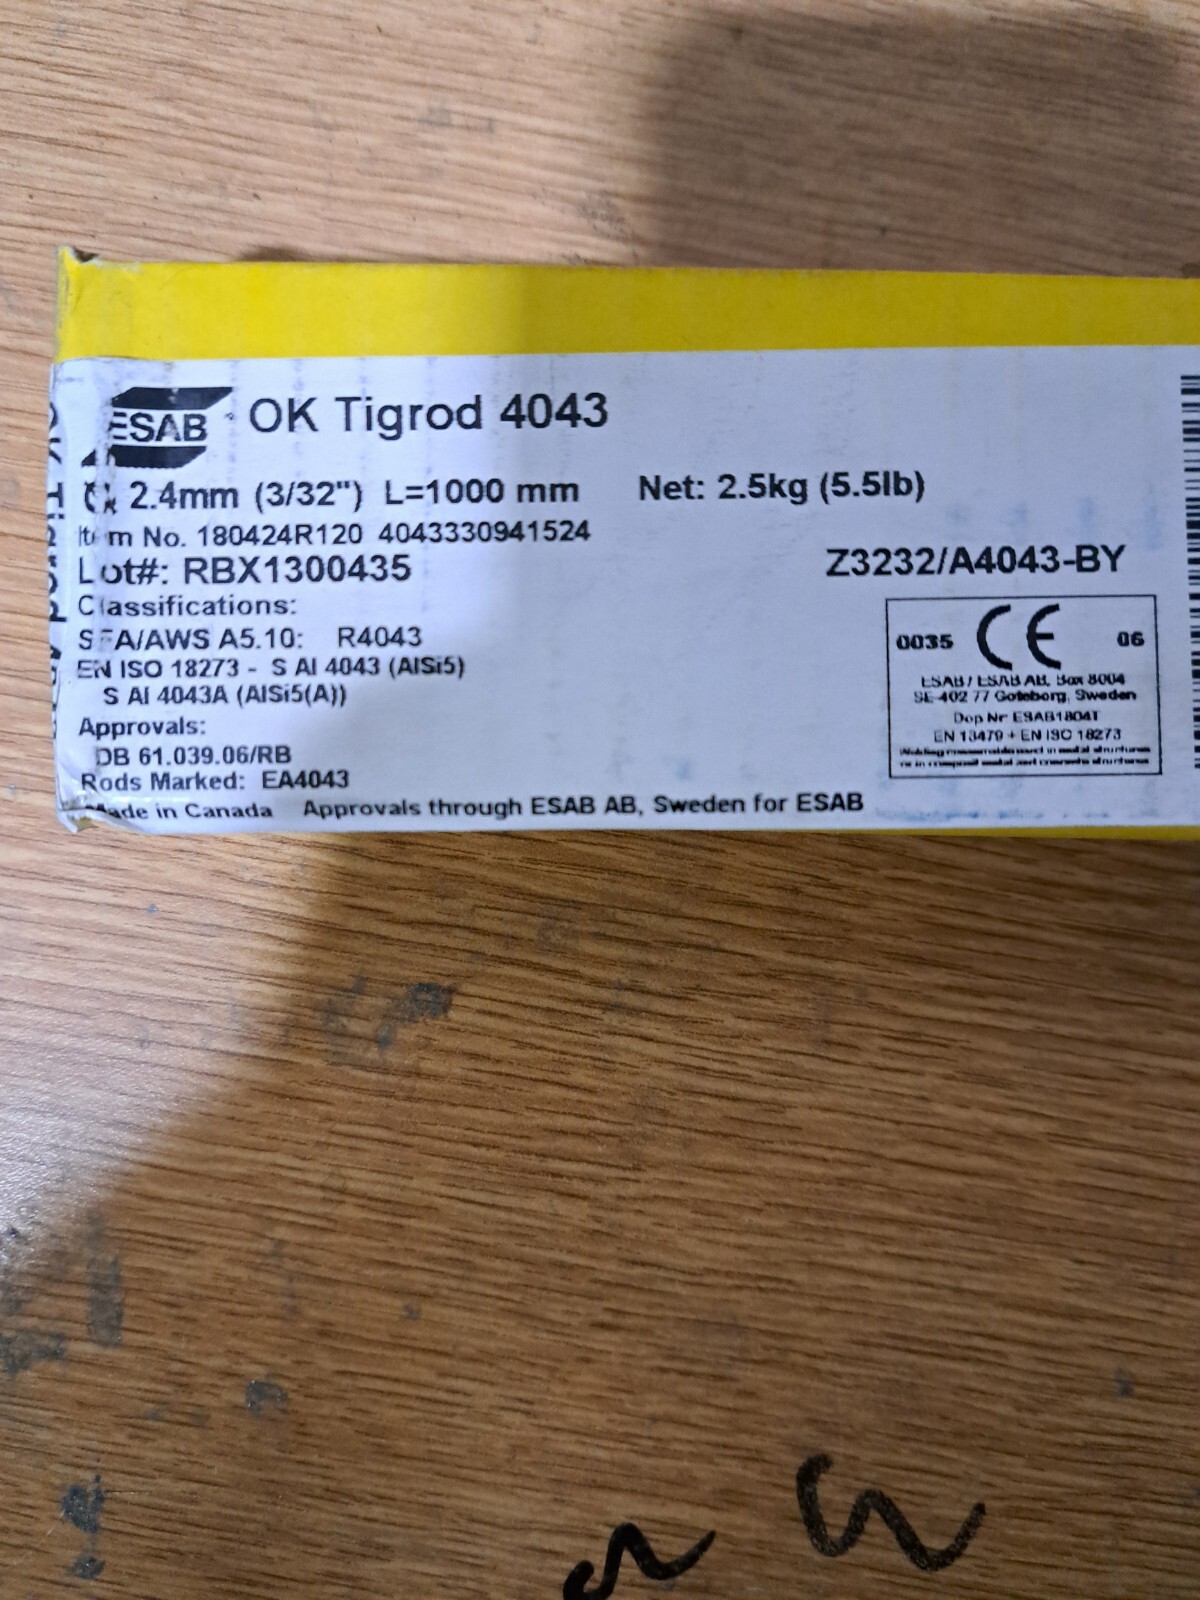 ESAB
OK Tigrod 4043
2.4mm (3/32") L=1000 mm Net: 2.5kg (5.5lb)
Item No. 180424R120 4043330941524
Lot#: RBX1300435
Z3232/A4043-BY
Classifications:
SFA/AWS A5.10: R4043
EN ISO 18273 - S Al 4043 (AlSi5)
S Al 4043A (AlSi5(A))
Approvals:
DB 61.039.06/RB
Rods Marked: EA4043
Made in Canada Approvals through ESAB AB, Sweden for ESAB
0035 CE 06
ESAB / ESAB AB, Box 8004
SE-402 77 Goteborg, Sweden
Dop Nr ESAB1804T
EN 13479 + EN ISO 18273